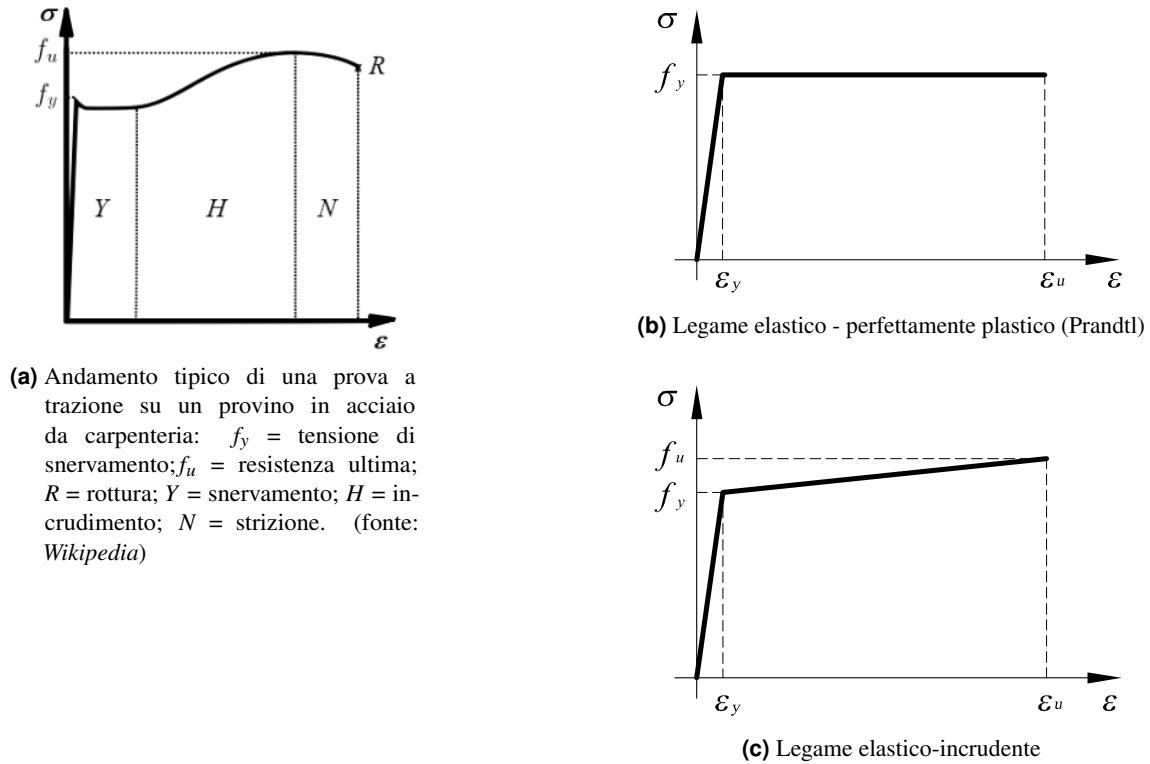 σ
f_u
R
f_y
Y
H
N
ε
(a) Andamento tipico di una prova a
trazione su un provino in acciaio
da carpenteria: f_y = tensione di
snervamento;f_u = resistenza ultima;
R = rottura; Y = snervamento; H = in-
crudimento; N = strizione. (fonte:
Wikipedia)
σ
f_y
ε_y
ε_u
ε
(b) Legame elastico - perfettamente plastico (Prandtl)
σ
f_u
f_y
ε_y
ε_u
ε
(c) Legame elastico-incrudente